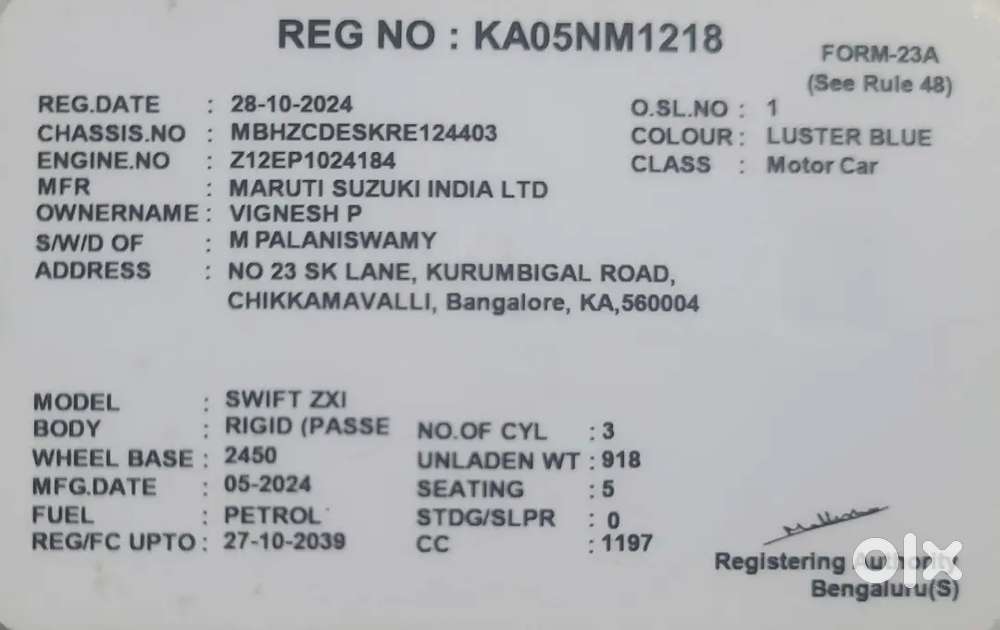 REG NO : KA05NM1218
FORM-23A
(See Rule 48)
REG.DATE : 28-10-2024
O.SL.NO : 1
CHASSIS.NO : MBHZCDESKRE124403
COLOUR : LUSTER BLUE
ENGINE.NO : Z12EP1024184
CLASS : Motor Car
MFR : MARUTI SUZUKI INDIA LTD
OWNERNAME : VIGNESH P
S/W/D OF : M PALANISWAMY
ADDRESS : NO 23 SK LANE, KURUMBIGAL ROAD,
CHIKKAMAVALLI, Bangalore, KA,560004
MODEL : SWIFT ZXI
BODY : RIGID (PASSE
NO.OF CYL : 3
WHEEL BASE : 2450
UNLADEN WT : 918
MFG.DATE : 05-2024
SEATING : 5
FUEL : PETROL
STDG/SLPR : 0
REG/FC UPTO : 27-10-2039
CC : 1197
Registering Authority
Bengaluru(S)
olx